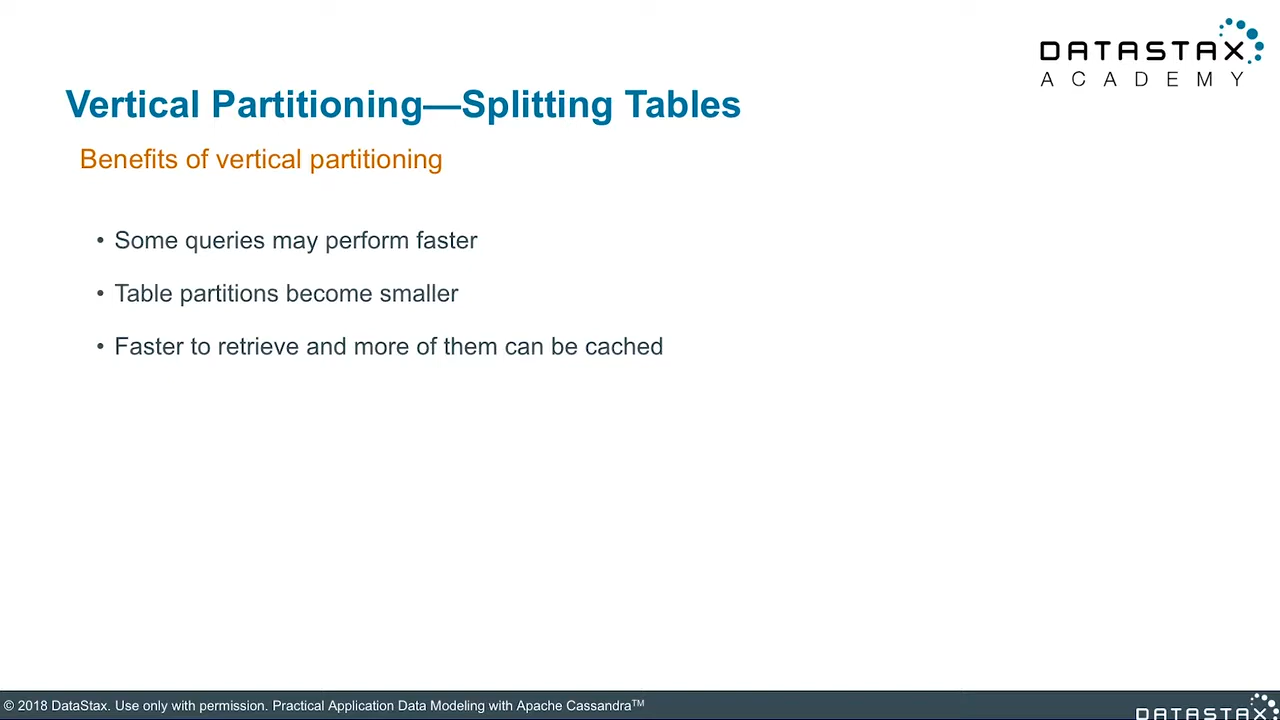 DATASTAX
ACADEMY
Vertical Partitioning—Splitting Tables
Benefits of vertical partitioning
• Some queries may perform faster
• Table partitions become smaller
• Faster to retrieve and more of them can be cached
© 2018 DataStax. Use only with permission. Practical Application Data Modeling with Apache Cassandra™
DATASTAX